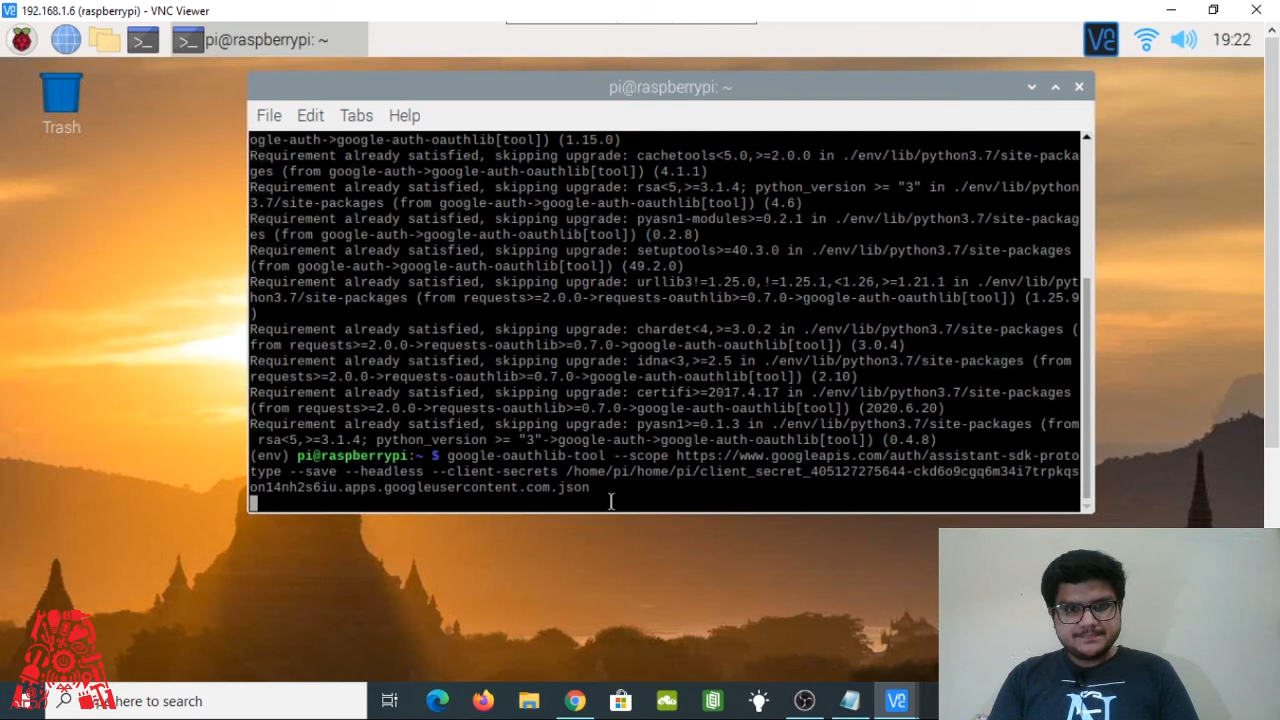 192.168.1.6 (raspberrypi) - VNC Viewer
pi@raspberrypi: ~
19:22
Trash
pi@raspberrypi: ~
File Edit Tabs Help
ogle-auth->google-auth-oauthlib[tool]) (1.15.0)
Requirement already satisfied, skipping upgrade: cachetools<5.0,>=2.0.0 in ./env/lib/python3.7/site-packa
ges (from google-auth->google-auth-oauthlib[tool]) (4.1.1)
Requirement already satisfied, skipping upgrade: rsa<5,>=3.1.4; python_version >= "3" in ./env/lib/python
3.7/site-packages (from google-auth->google-auth-oauthlib[tool]) (4.6)
Requirement already satisfied, skipping upgrade: pyasn1-modules>=0.2.1 in ./env/lib/python3.7/site-packag
es (from google-auth->google-auth-oauthlib[tool]) (0.2.8)
Requirement already satisfied, skipping upgrade: setuptools>=40.3.0 in ./env/lib/python3.7/site-packages
(from google-auth->google-auth-oauthlib[tool]) (49.2.0)
Requirement already satisfied, skipping upgrade: urllib3!=1.25.0,!=1.25.1,<1.26,>=1.21.1 in ./env/lib/pyt
hon3.7/site-packages (from requests>=2.0.0->requests-oauthlib>=0.7.0->google-auth-oauthlib[tool]) (1.25.9
)
Requirement already satisfied, skipping upgrade: chardet<4,>=3.0.2 in ./env/lib/python3.7/site-packages (
from requests>=2.0.0->requests-oauthlib>=0.7.0->google-auth-oauthlib[tool]) (3.0.4)
Requirement already satisfied, skipping upgrade: idna<3,>=2.5 in ./env/lib/python3.7/site-packages (from
requests>=2.0.0->requests-oauthlib>=0.7.0->google-auth-oauthlib[tool]) (2.10)
Requirement already satisfied, skipping upgrade: certifi>=2017.4.17 in ./env/lib/python3.7/site-packages
(from requests>=2.0.0->requests-oauthlib>=0.7.0->google-auth-oauthlib[tool]) (2020.6.20)
Requirement already satisfied, skipping upgrade: pyasn1>=0.1.3 in ./env/lib/python3.7/site-packages (from
rsa<5,>=3.1.4; python_version >= "3"->google-auth->google-auth-oauthlib[tool]) (0.4.8)
(env) pi@raspberrypi:~ $ google-oauthlib-tool --scope https://www.googleapis.com/auth/assistant-sdk-proto
type --save --headless --client-secrets /home/pi/home/pi/client_secret_405127275644-ckd6o9cgq6m34i7trpkqs
on14nh2s6iu.apps.googleusercontent.com.json
here to search